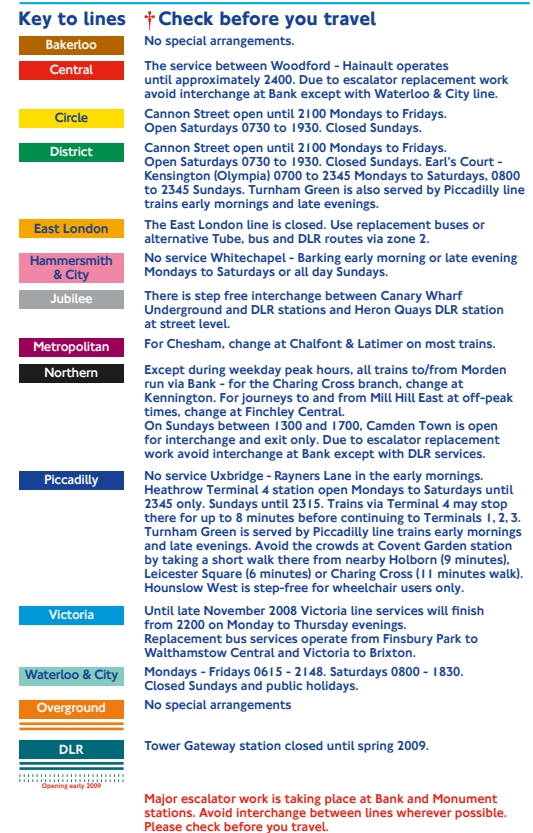 Key to lines
†Check before you travel
Bakerloo
No special arrangements.
Central
The service between Woodford - Hainault operates
until approximately 2400. Due to escalator replacement work
avoid interchange at Bank except with Waterloo & City line.
Circle
Cannon Street open until 2100 Mondays to Fridays.
Open Saturdays 0730 to 1930. Closed Sundays.
District
Cannon Street open until 2100 Mondays to Fridays.
Open Saturdays 0730 to 1930. Closed Sundays. Earl's Court -
Kensington (Olympia) 0700 to 2345 Mondays to Saturdays, 0800
to 2345 Sundays. Turnham Green is also served by Piccadilly line
trains early mornings and late evenings.
East London
The East London line is closed. Use replacement buses or
alternative Tube, bus and DLR routes via zone 2.
Hammersmith
& City
No service Whitechapel - Barking early morning or late evening
Mondays to Saturdays or all day Sundays.
Jubilee
There is step free interchange between Canary Wharf
Underground and DLR stations and Heron Quays DLR station
at street level.
Metropolitan
For Chesham, change at Chalfont & Latimer on most trains.
Northern
Except during weekday peak hours, all trains to/from Morden
run via Bank - for the Charing Cross branch, change at
Kennington. For journeys to and from Mill Hill East at off-peak
times, change at Finchley Central.
On Sundays between 1300 and 1700, Camden Town is open
for interchange and exit only. Due to escalator replacement
work avoid interchange at Bank except with DLR services.
Piccadilly
No service Uxbridge - Rayners Lane in the early mornings.
Heathrow Terminal 4 station open Mondays to Saturdays until
2345 only. Sundays until 2315. Trains via Terminal 4 may stop
there for up to 8 minutes before continuing to Terminals 1, 2, 3.
Turnham Green is served by Piccadilly line trains early mornings
and late evenings. Avoid the crowds at Covent Garden station
by taking a short walk there from nearby Holborn (9 minutes),
Leicester Square (6 minutes) or Charing Cross (11 minutes walk).
Hounslow West is step-free for wheelchair users only.
Victoria
Until late November 2008 Victoria line services will finish
from 2200 on Monday to Thursday evenings.
Replacement bus services operate from Finsbury Park to
Walthamstow Central and Victoria to Brixton.
Waterloo & City
Mondays - Fridays 0615 - 2148. Saturdays 0800 - 1830.
Closed Sundays and public holidays.
Overground
No special arrangements
DLR
Tower Gateway station closed until spring 2009.
Opening early 2009
Major escalator work is taking place at Bank and Monument
stations. Avoid interchange between lines wherever possible.
Please check before you travel.